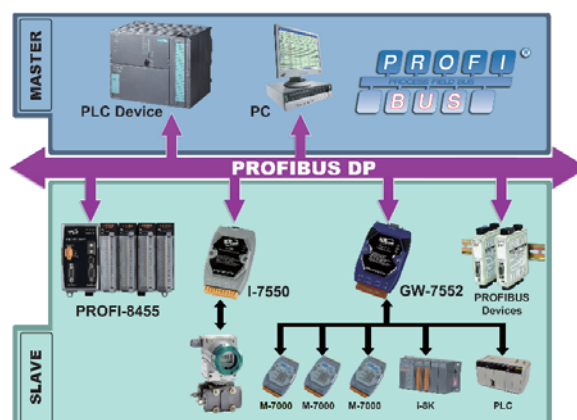 MASTER
PLC Device
PC
PROFI®
PROCESS FIELD BUS
BUS
PROFIBUS DP
SLAVE
PROFI-8455
I-7550
GW-7552
PROFIBUS
Devices
M-7000
M-7000
M-7000
I-8K
PLC